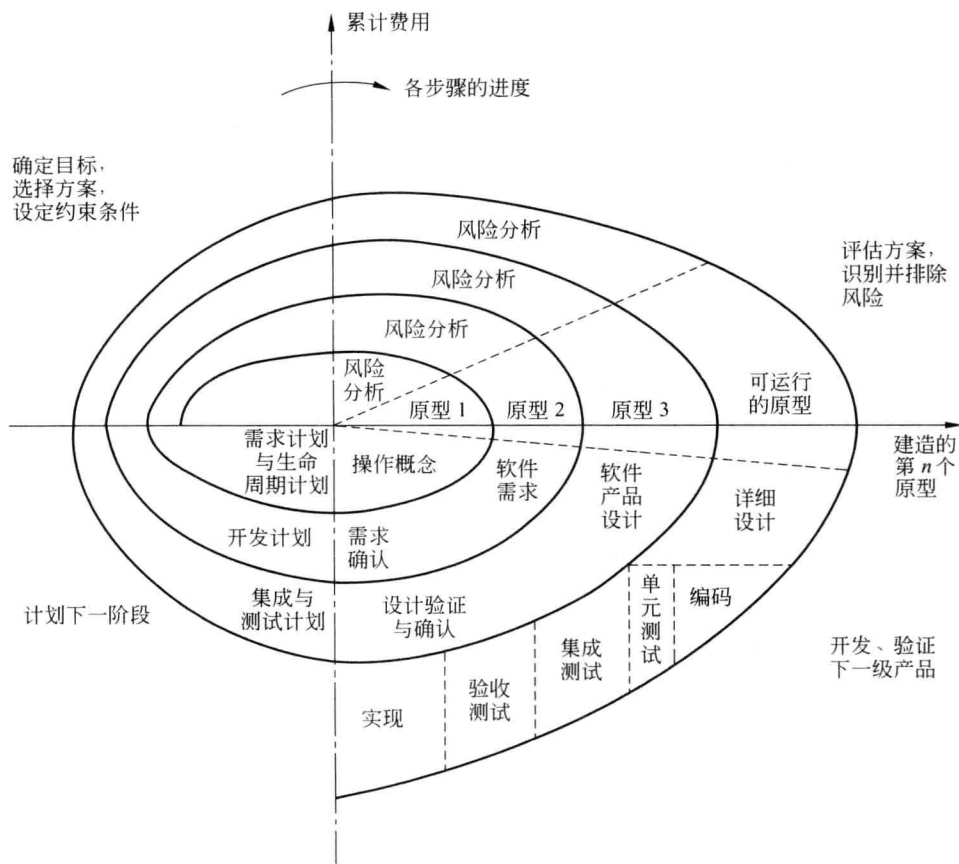 累计费用
各步骤的进度
确定目标，
选择方案，
设定约束条件
风险分析
评估方案，
识别并排除
风险
风险分析
风险分析
风险
分析
原型 1
原型 2
原型 3
可运行
的原型
建造的
第 n 个
原型
需求计划
与生命
周期计划
操作概念
软件
需求
软件
产品
设计
详细
设计
开发计划
需求
确认
计划下一阶段
集成与
测试计划
设计验证
与确认
单
元
测
试
编码
开发、验证
下一级产品
集成
测试
验收
测试
实现